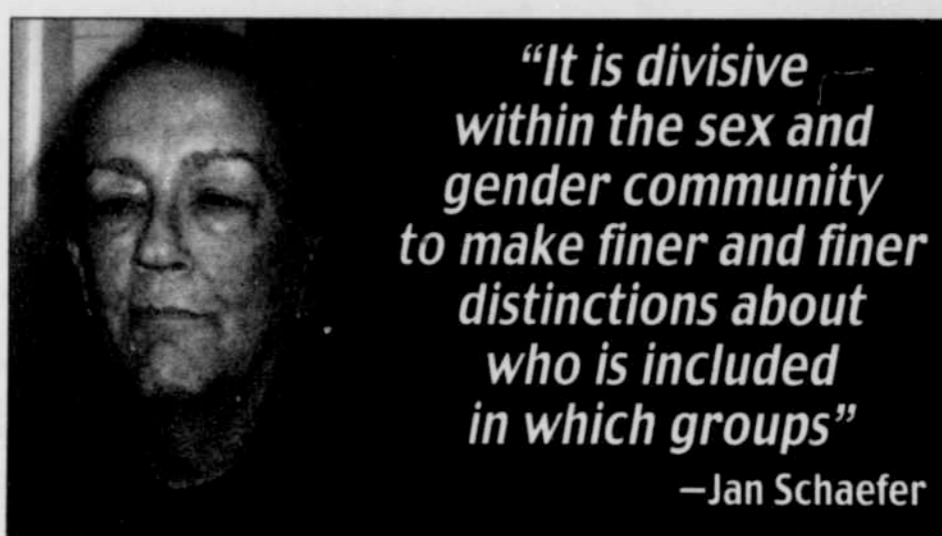 “It is divisive
within the sex and
gender community
to make finer and finer
distinctions about
who is included
in which groups”
—Jan Schaefer